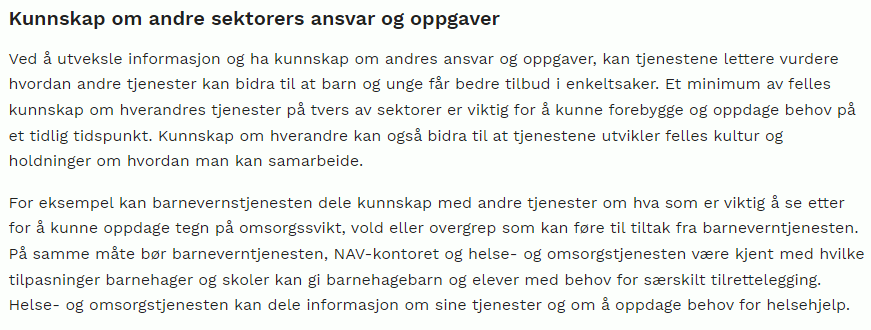 Kunnskap om andre sektorers ansvar og oppgaver
Ved å utveksle informasjon og ha kunnskap om andres ansvar og oppgaver, kan tjenestene lettere vurdere
hvordan andre tjenester kan bidra til at barn og unge får bedre tilbud i enkeltsaker. Et minimum av felles
kunnskap om hverandres tjenester på tvers av sektorer er viktig for å kunne forebygge og oppdage behov på
et tidlig tidspunkt. Kunnskap om hverandre kan også bidra til at tjenestene utvikler felles kultur og
holdninger om hvordan man kan samarbeide.
For eksempel kan barnevernstjenesten dele kunnskap med andre tjenester om hva som er viktig å se etter
for å kunne oppdage tegn på omsorgssvikt, vold eller overgrep som kan føre til tiltak fra barneverntjenesten.
På samme måte bør barneverntjenesten, NAV-kontoret og helse- og omsorgstjenesten være kjent med hvilke
tilpasninger barnehager og skoler kan gi barnehagebarn og elever med behov for særskilt tilrettelegging.
Helse- og omsorgstjenesten kan dele informasjon om sine tjenester og om å oppdage behov for helsehjelp.